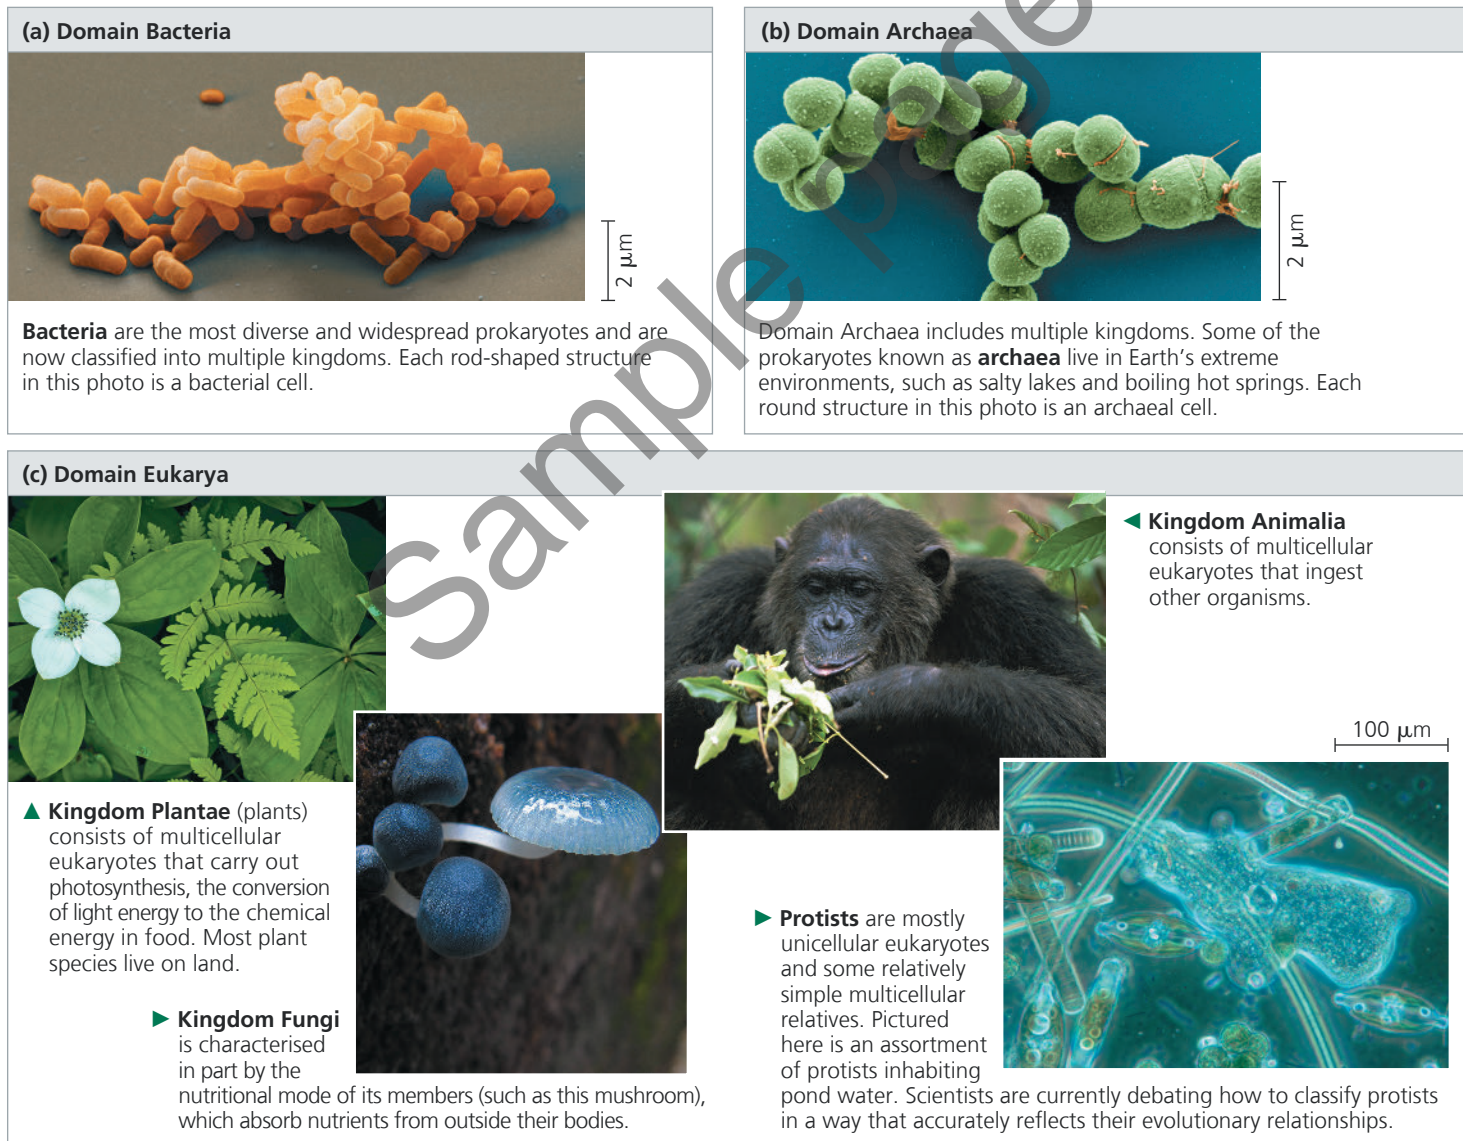 (a) Domain Bacteria
2 μm
Bacteria are the most diverse and widespread prokaryotes and are
now classified into multiple kingdoms. Each rod-shaped structure
in this photo is a bacterial cell.
(b) Domain Archaea
2 μm
Domain Archaea includes multiple kingdoms. Some of the
prokaryotes known as archaea live in Earth's extreme
environments, such as salty lakes and boiling hot springs. Each
round structure in this photo is an archaeal cell.
(c) Domain Eukarya
◀ Kingdom Animalia
consists of multicellular
eukaryotes that ingest
other organisms.
▲ Kingdom Plantae (plants)
consists of multicellular
eukaryotes that carry out
photosynthesis, the conversion
of light energy to the chemical
energy in food. Most plant
species live on land.
▶ Kingdom Fungi
is characterised
in part by the
nutritional mode of its members (such as this mushroom),
which absorb nutrients from outside their bodies.
100 μm
▶ Protists are mostly
unicellular eukaryotes
and some relatively
simple multicellular
relatives. Pictured
here is an assortment
of protists inhabiting
pond water. Scientists are currently debating how to classify protists
in a way that accurately reflects their evolutionary relationships.
Sample page